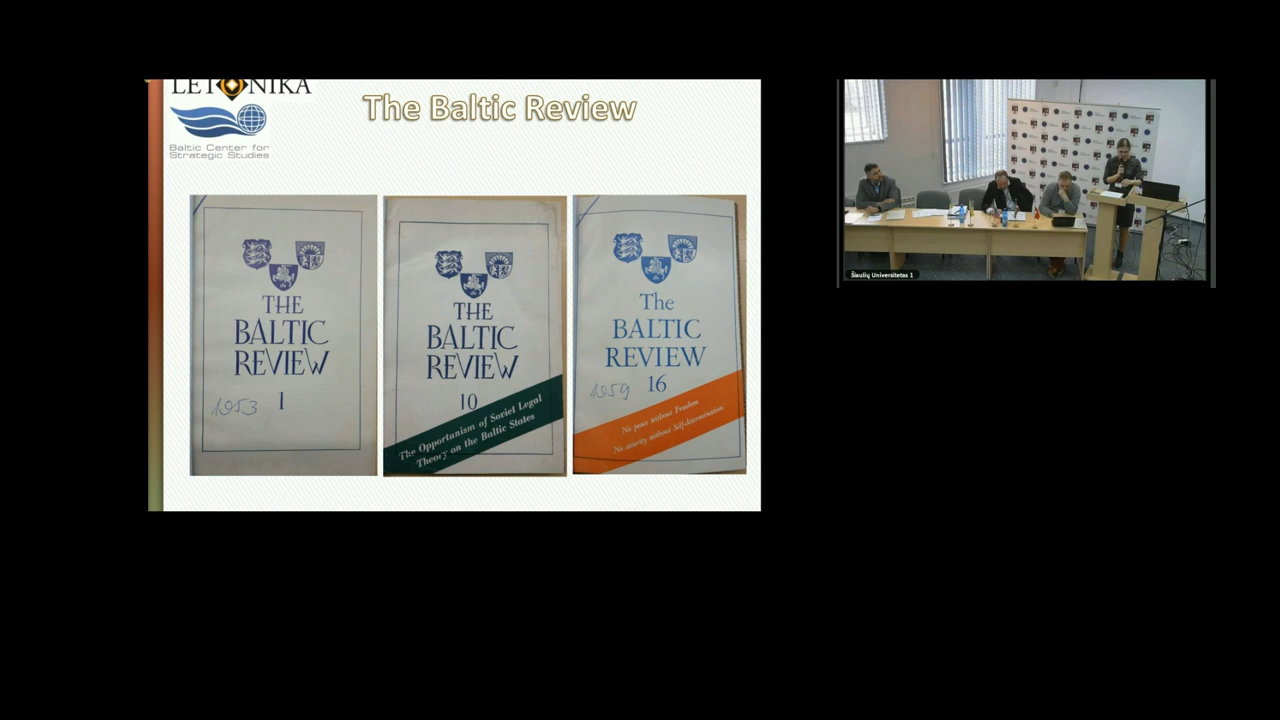 LETONIKA
Baltic Center for
Strategic Studies
The Baltic Review
THE
BALTIC
REVIEW
1
1953
THE
BALTIC
REVIEW
10
The Opportunism of Soviet Legal
Theory on the Baltic States
The
BALTIC
REVIEW
16
1959
No peace without Freedom
No security without Self-determination
Šiaulių Universitetas 1